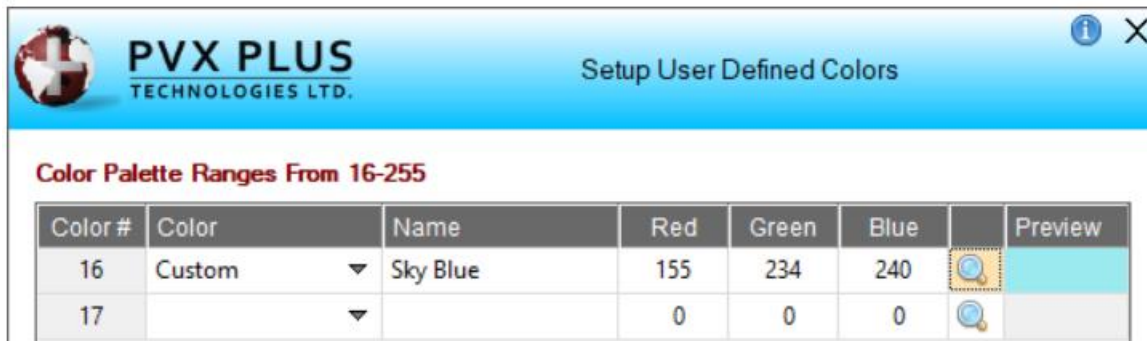 PVX PLUS
TECHNOLOGIES LTD.
Setup User Defined Colors
Color Palette Ranges From 16-255
Color # Color Name Red Green Blue Preview
16 Custom Sky Blue 155 234 240
17 0 0 0